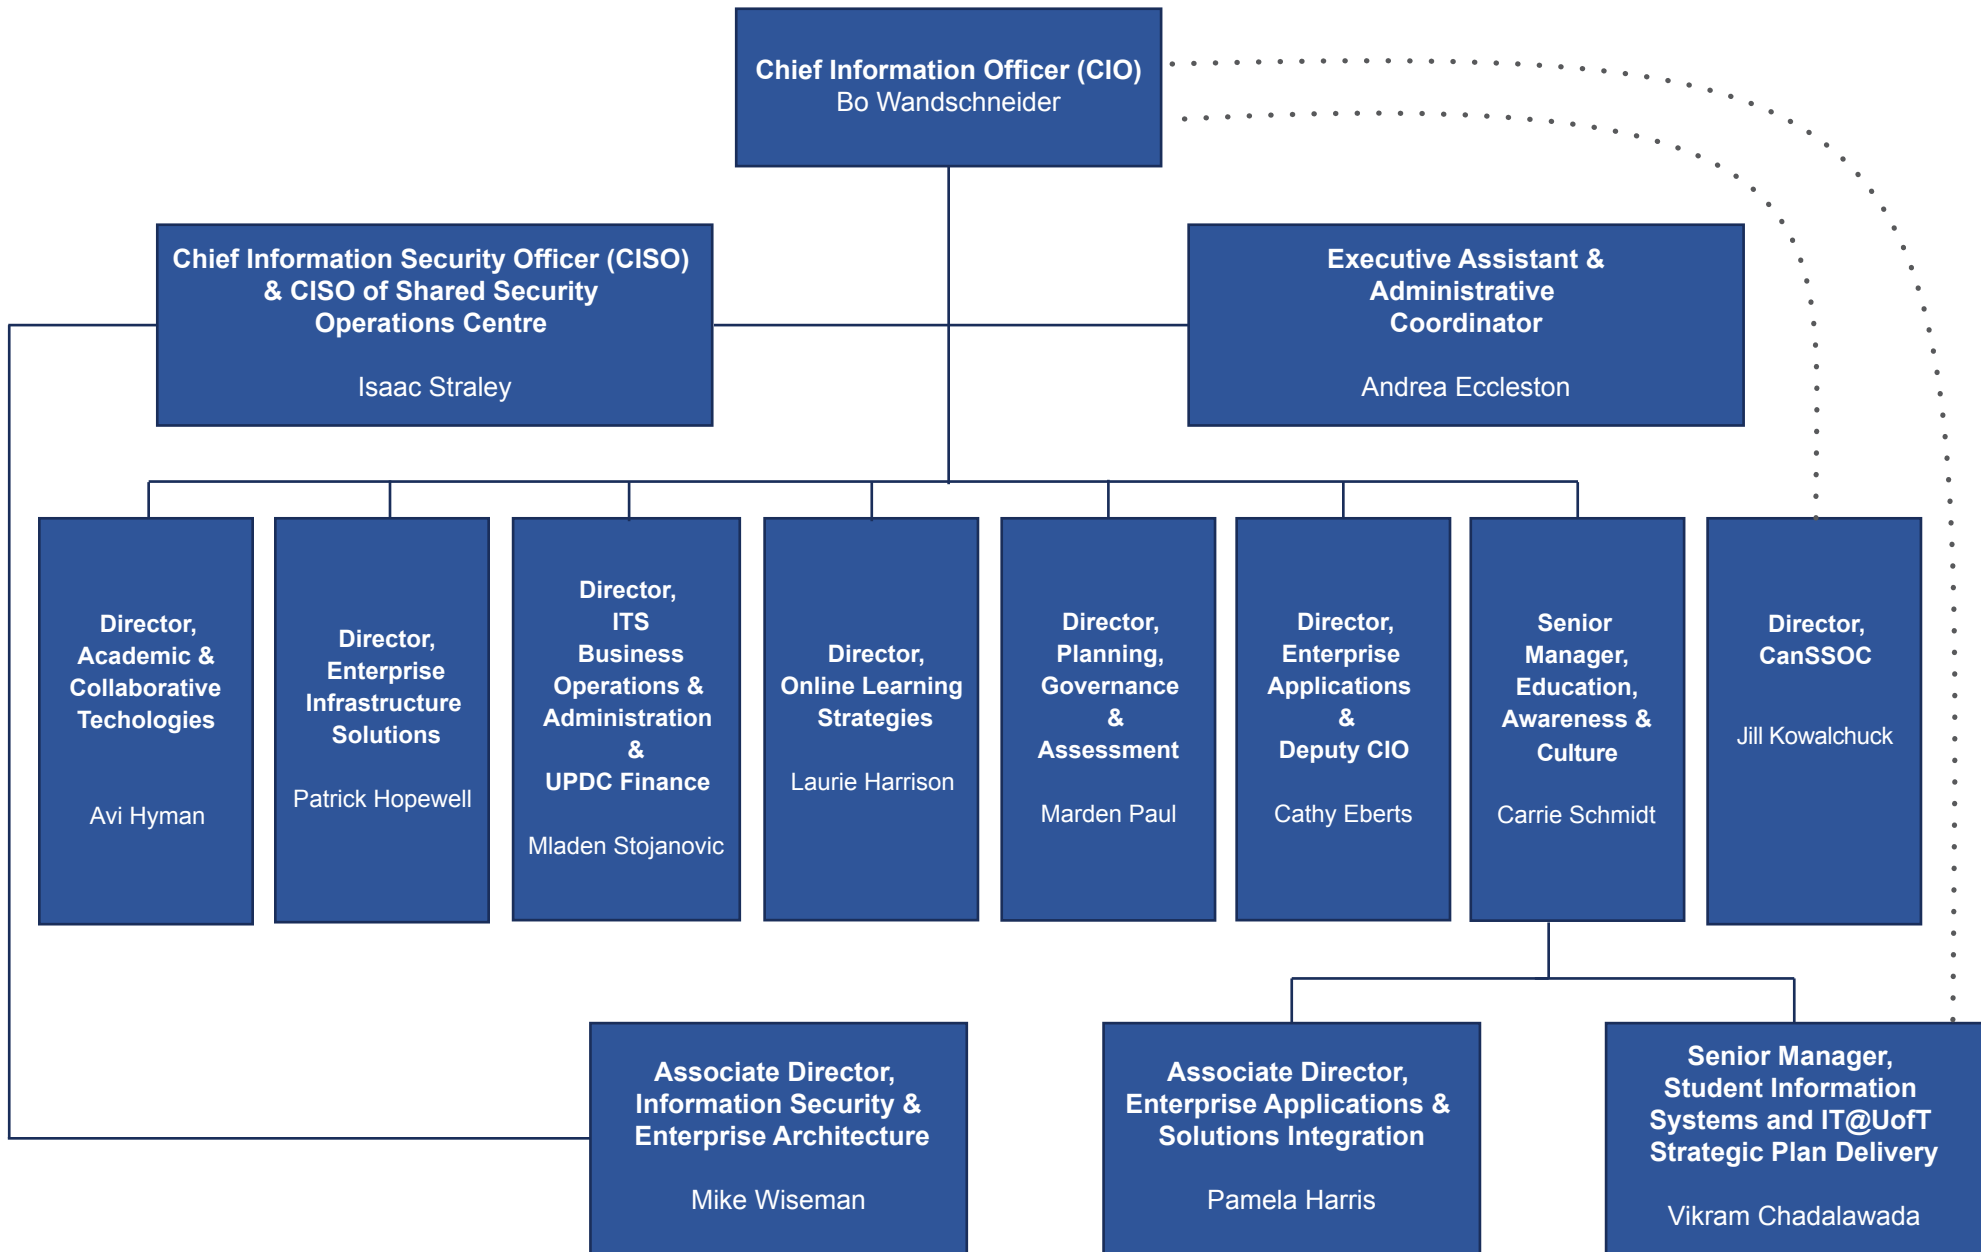 Chief Information Officer (CIO)
Bo Wandschneider
Chief Information Security Officer (CISO)
& CISO of Shared Security
Operations Centre
Isaac Straley
Executive Assistant &
Administrative
Coordinator
Andrea Eccleston
Director,
Academic &
Collaborative
Techologies
Avi Hyman
Director,
Enterprise
Infrastructure
Solutions
Patrick Hopewell
Director,
ITS
Business
Operations &
Administration
&
UPDC Finance
Mladen Stojanovic
Director,
Online Learning
Strategies
Laurie Harrison
Director,
Planning,
Governance
&
Assessment
Marden Paul
Director,
Enterprise
Applications
&
Deputy CIO
Cathy Eberts
Senior
Manager,
Education,
Awareness &
Culture
Carrie Schmidt
Director,
CanSSOC
Jill Kowalchuck
Associate Director,
Information Security &
Enterprise Architecture
Mike Wiseman
Associate Director,
Enterprise Applications &
Solutions Integration
Pamela Harris
Senior Manager,
Student Information
Systems and IT@UofT
Strategic Plan Delivery
Vikram Chadalawada